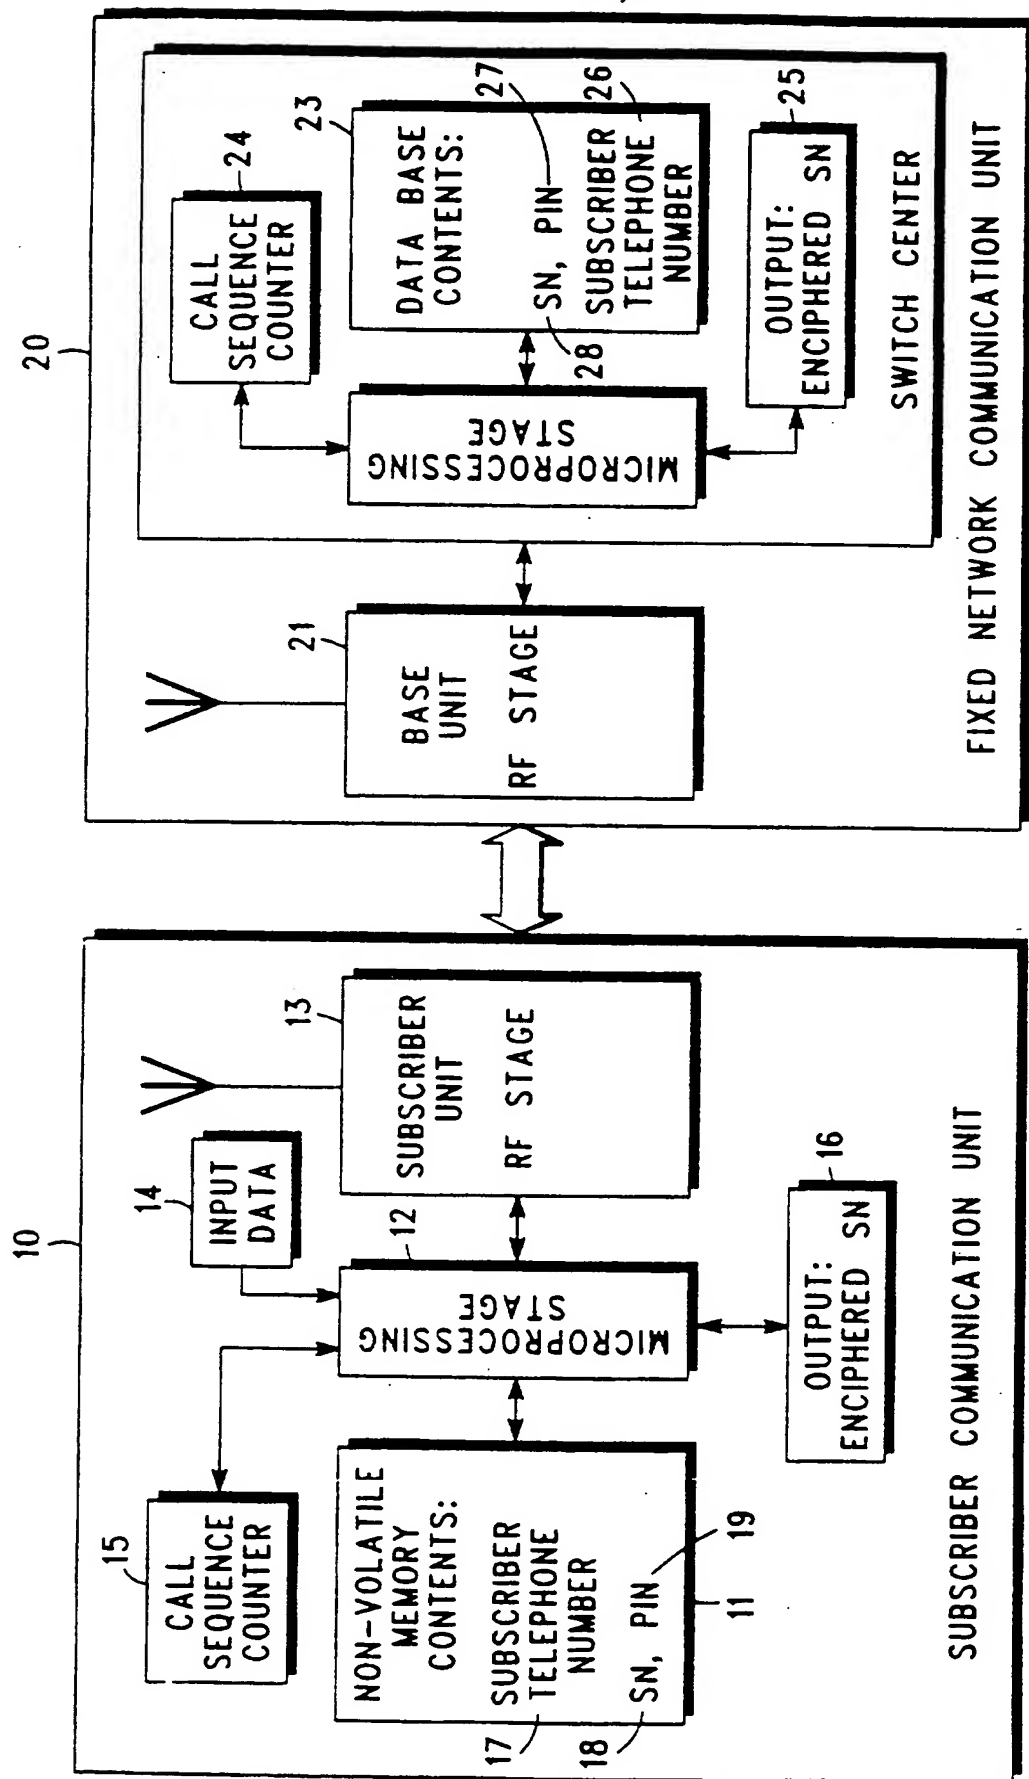 10
15
CALL
SEQUENCE
COUNTER
14
INPUT
DATA
NON-VOLATILE
MEMORY
CONTENTS:
SUBSCRIBER
TELEPHONE
NUMBER
SN, PIN
17
18
19
11
12
MICROPROCESSING
STAGE
13
SUBSCRIBER
UNIT
RF STAGE
16
OUTPUT:
ENCIPHERED SN
SUBSCRIBER COMMUNICATION UNIT
20
21
BASE
UNIT
RF STAGE
24
CALL
SEQUENCE
COUNTER
MICROPROCESSING
STAGE
23
DATA BASE
CONTENTS:
SN, PIN
SUBSCRIBER
TELEPHONE
NUMBER
27
28
26
25
OUTPUT:
ENCIPHERED SN
SWITCH CENTER
FIXED NETWORK COMMUNICATION UNIT